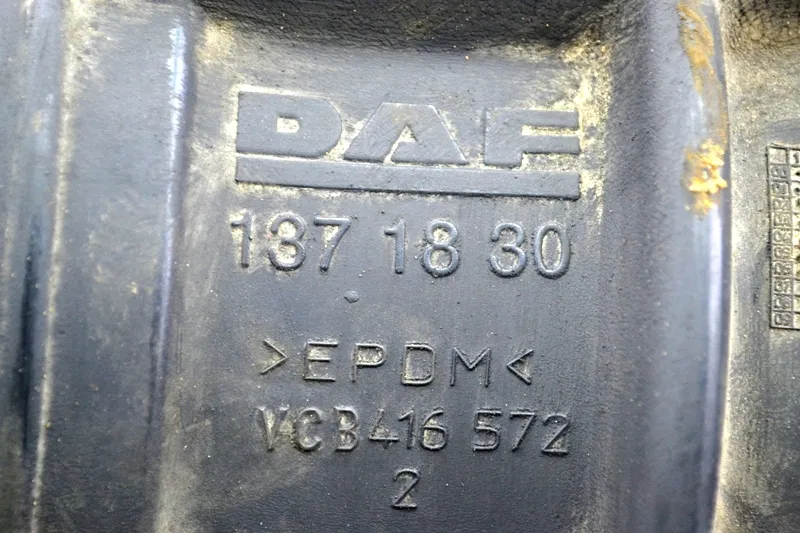 DAF
137 18 30
>EPDM<
VCB416 572
2